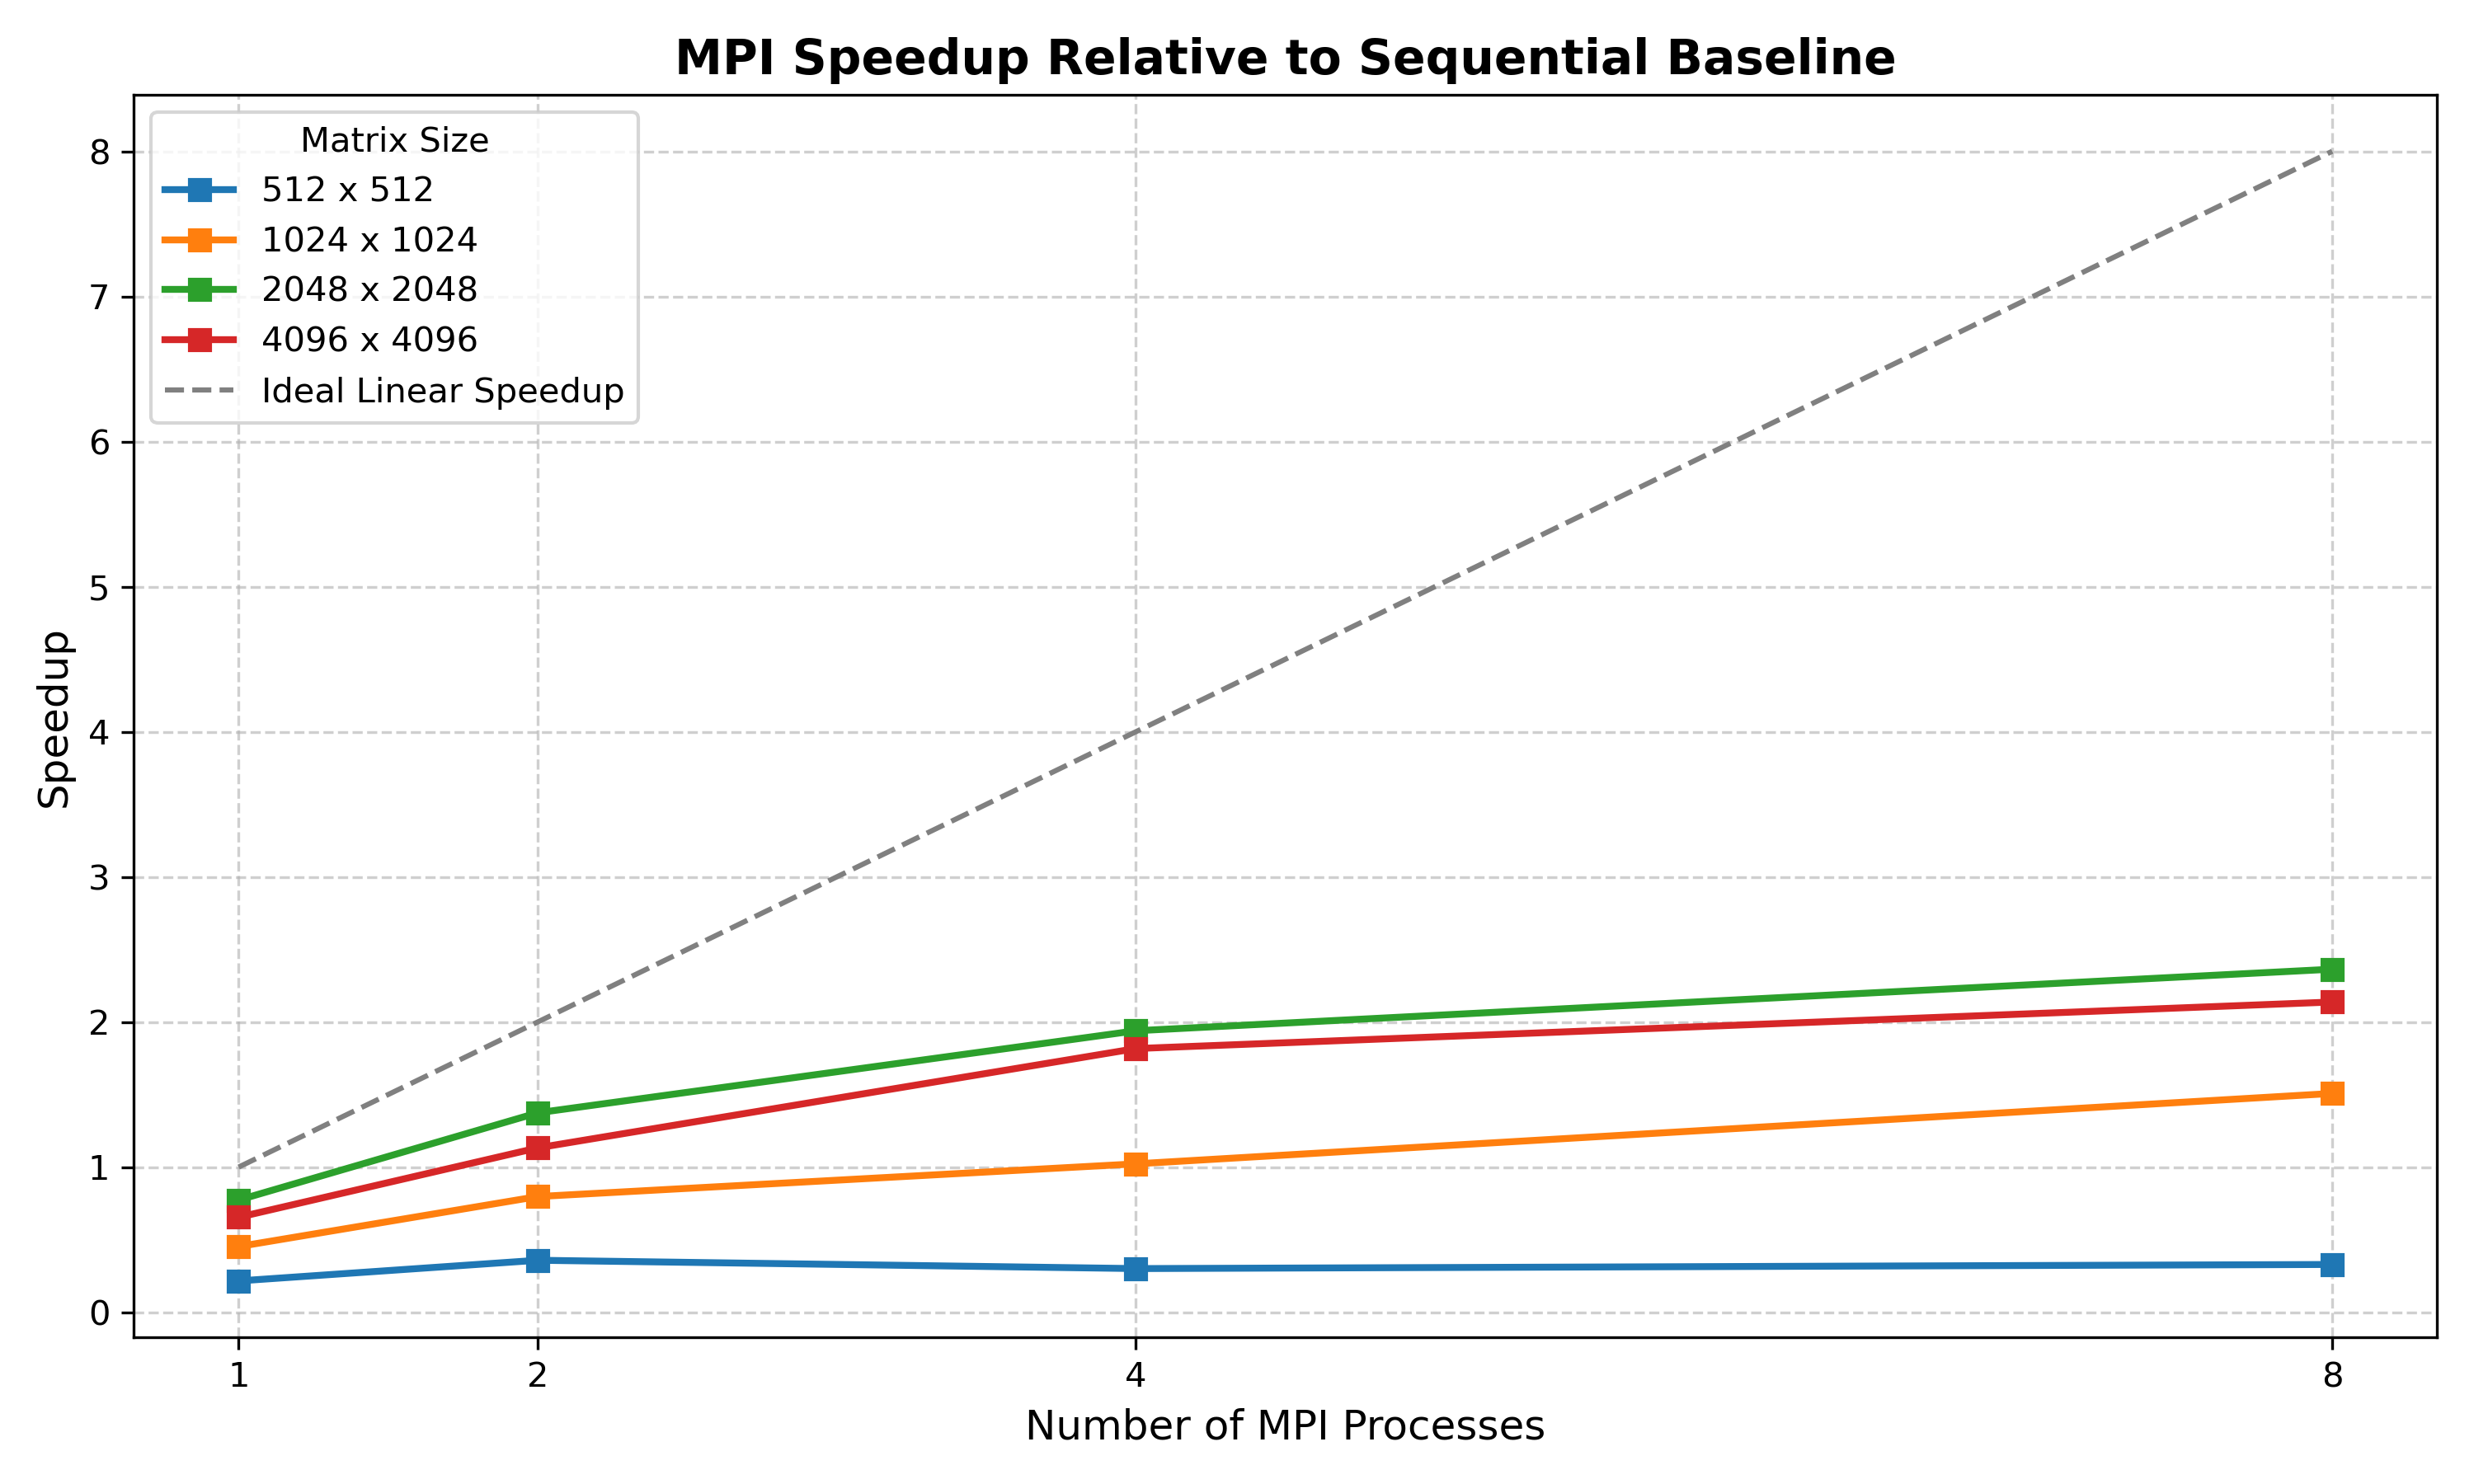 MPI Speedup Relative to Sequential Baseline
Matrix Size
512 x 512
1024 x 1024
2048 x 2048
4096 x 4096
Ideal Linear Speedup
8
7
6
5
4
3
2
1
0
Speedup
1 2 4 8
Number of MPI Processes